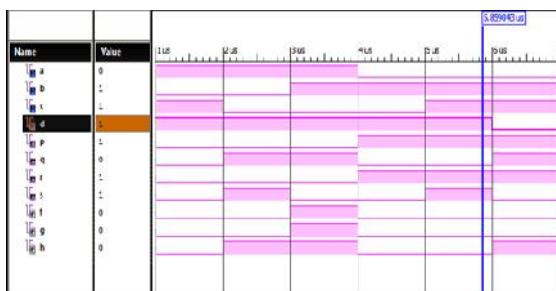 5.859043 us
Name Value 1 us 2 us 3 us 4 us 5 us 6 us
a 0
b 1
c 1
d 1
p 1
q 0
r 1
s 1
f 0
g 0
h 0